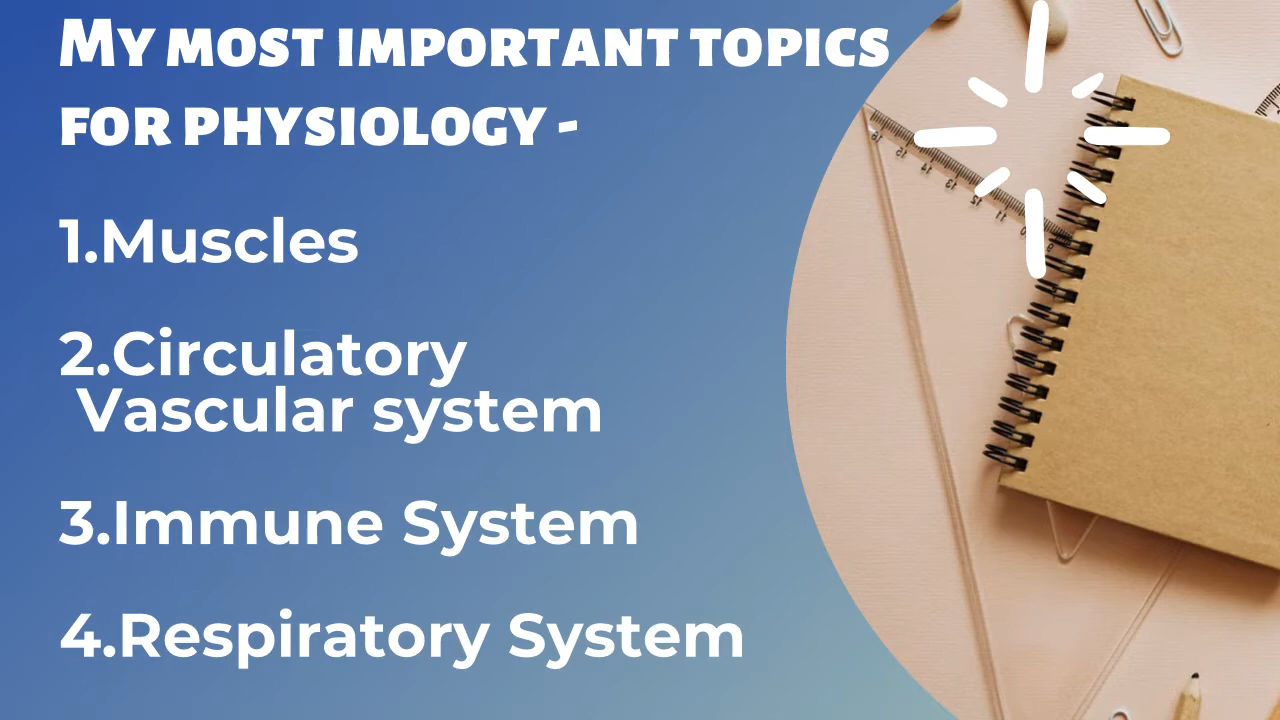 My most important topics
for physiology -
1.Muscles
2.Circulatory
Vascular system
3.Immune System
4.Respiratory System